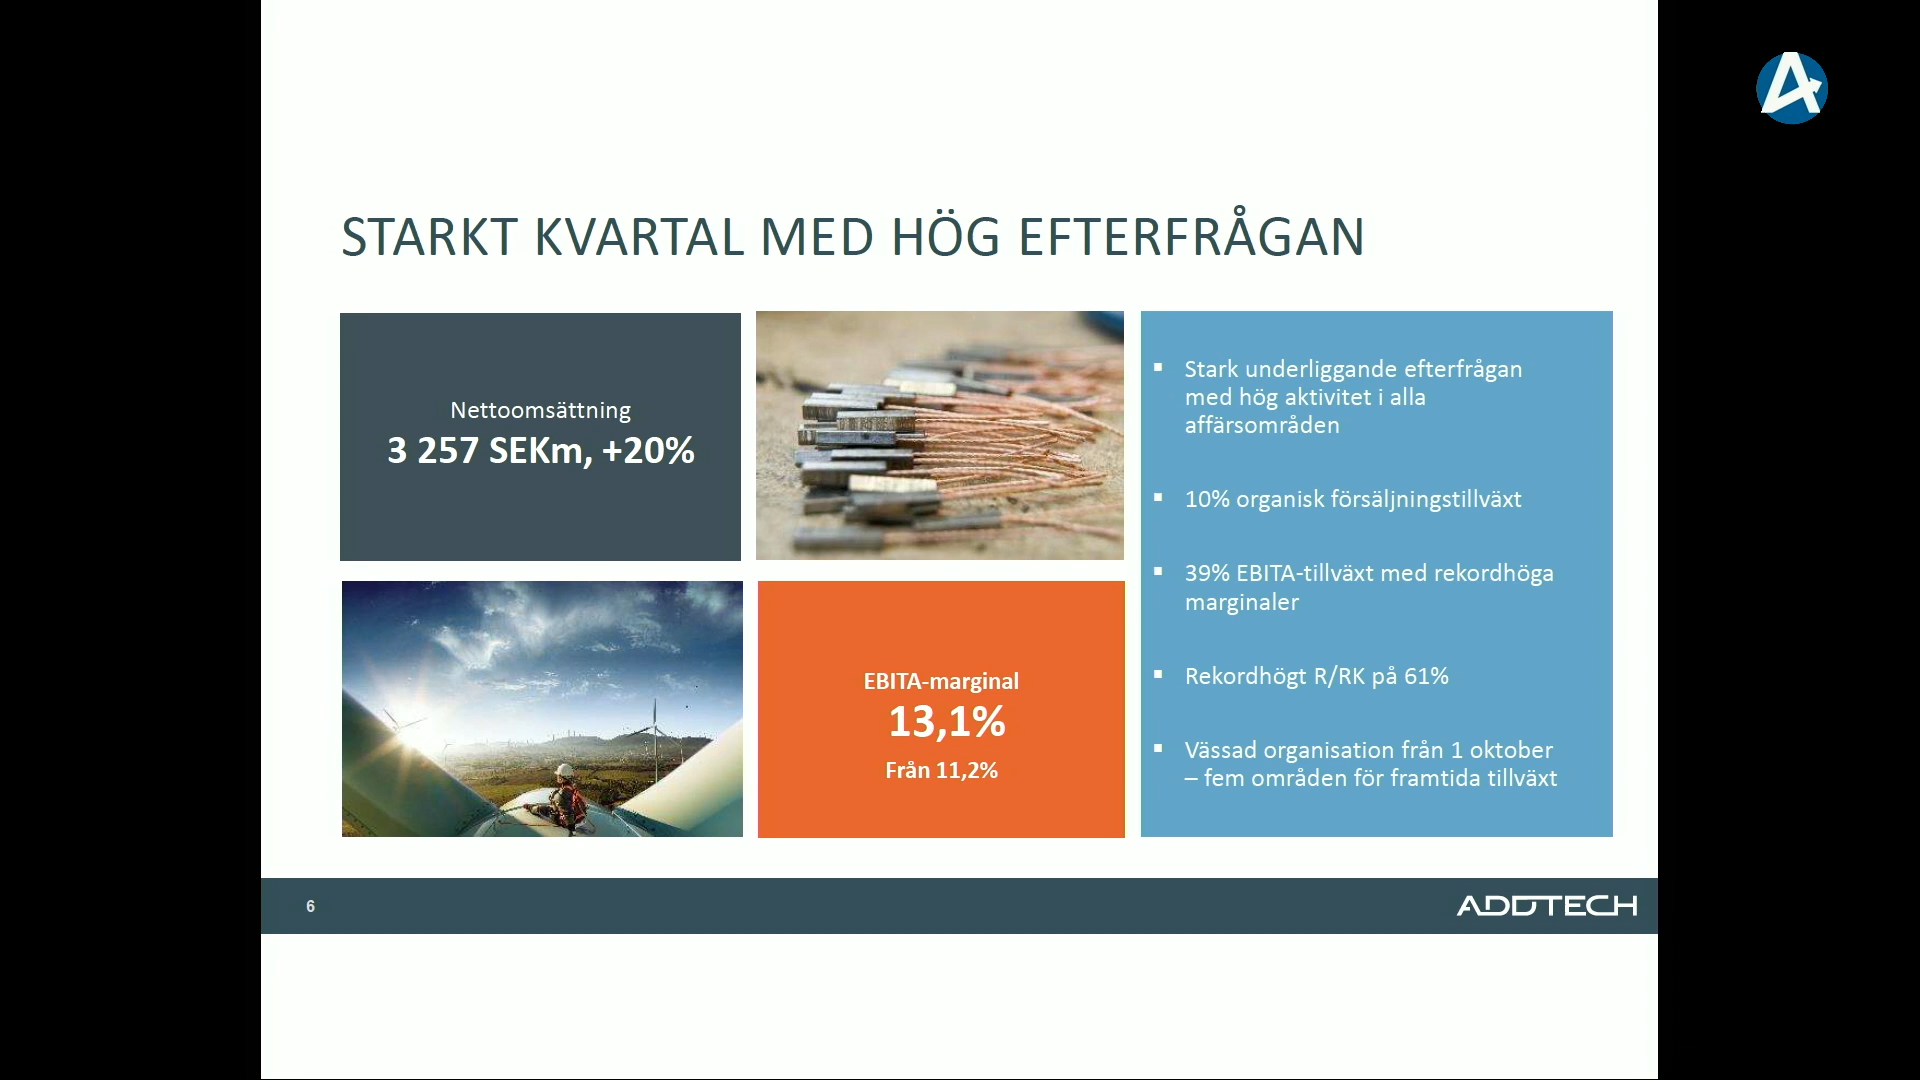 STARKT KVARTAL MED HÖG EFTERFRÅGAN
Nettoomsättning
3 257 SEKm, +20%
EBITA-marginal
13,1%
Från 11,2%
▪ Stark underliggande efterfrågan
med hög aktivitet i alla
affärsområden
▪ 10% organisk försäljningstillväxt
▪ 39% EBITA-tillväxt med rekordhöga
marginaler
▪ Rekordhögt R/RK på 61%
▪ Vässad organisation från 1 oktober
– fem områden för framtida tillväxt
6
ADDTECH